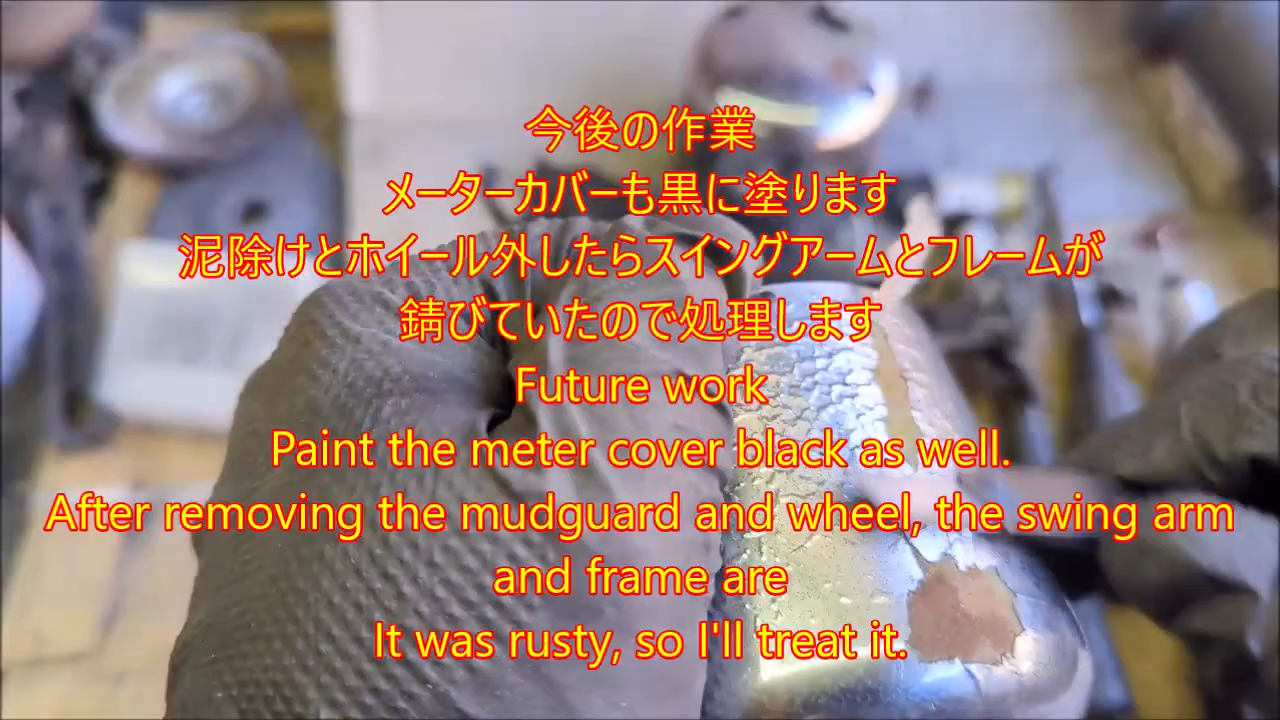 今後の作業
メーターカバーも黒に塗ります
泥除けとホイール外したらスイングアームとフレームが
錆びていたので処理します
Future work
Paint the meter cover black as well.
After removing the mudguard and wheel, the swing arm
and frame are
It was rusty, so I'll treat it.